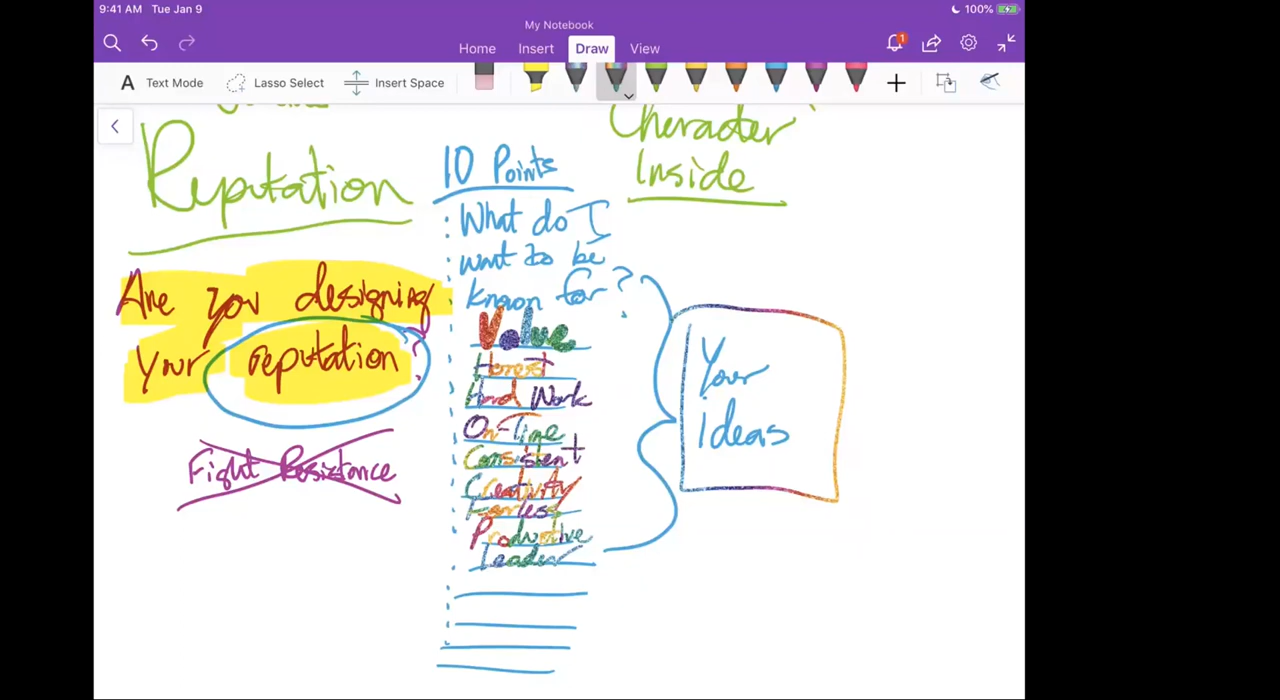 9:41 AM Tue Jan 9
100%
My Notebook
Home Insert Draw View
1
A Text Mode Lasso Select Insert Space
Reputation
Character
Inside
10 Points
What do I
want to be
known for?
Are you designing
your reputation?
Fight Resistance
Value
Honest
Hard Work
On-Time
Consistent
Creativity
Fearless
Productive
Leader
Your
Ideas